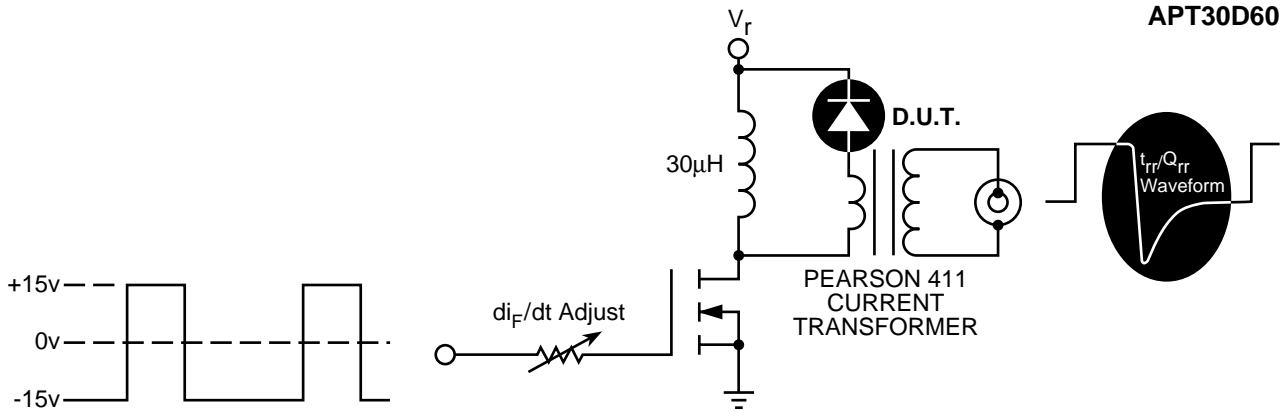 APT30D60
Vr
D.U.T.
30μH
trr/Qrr
Waveform
PEARSON 411
CURRENT
TRANSFORMER
+15v
diF/dt Adjust
0v
-15v